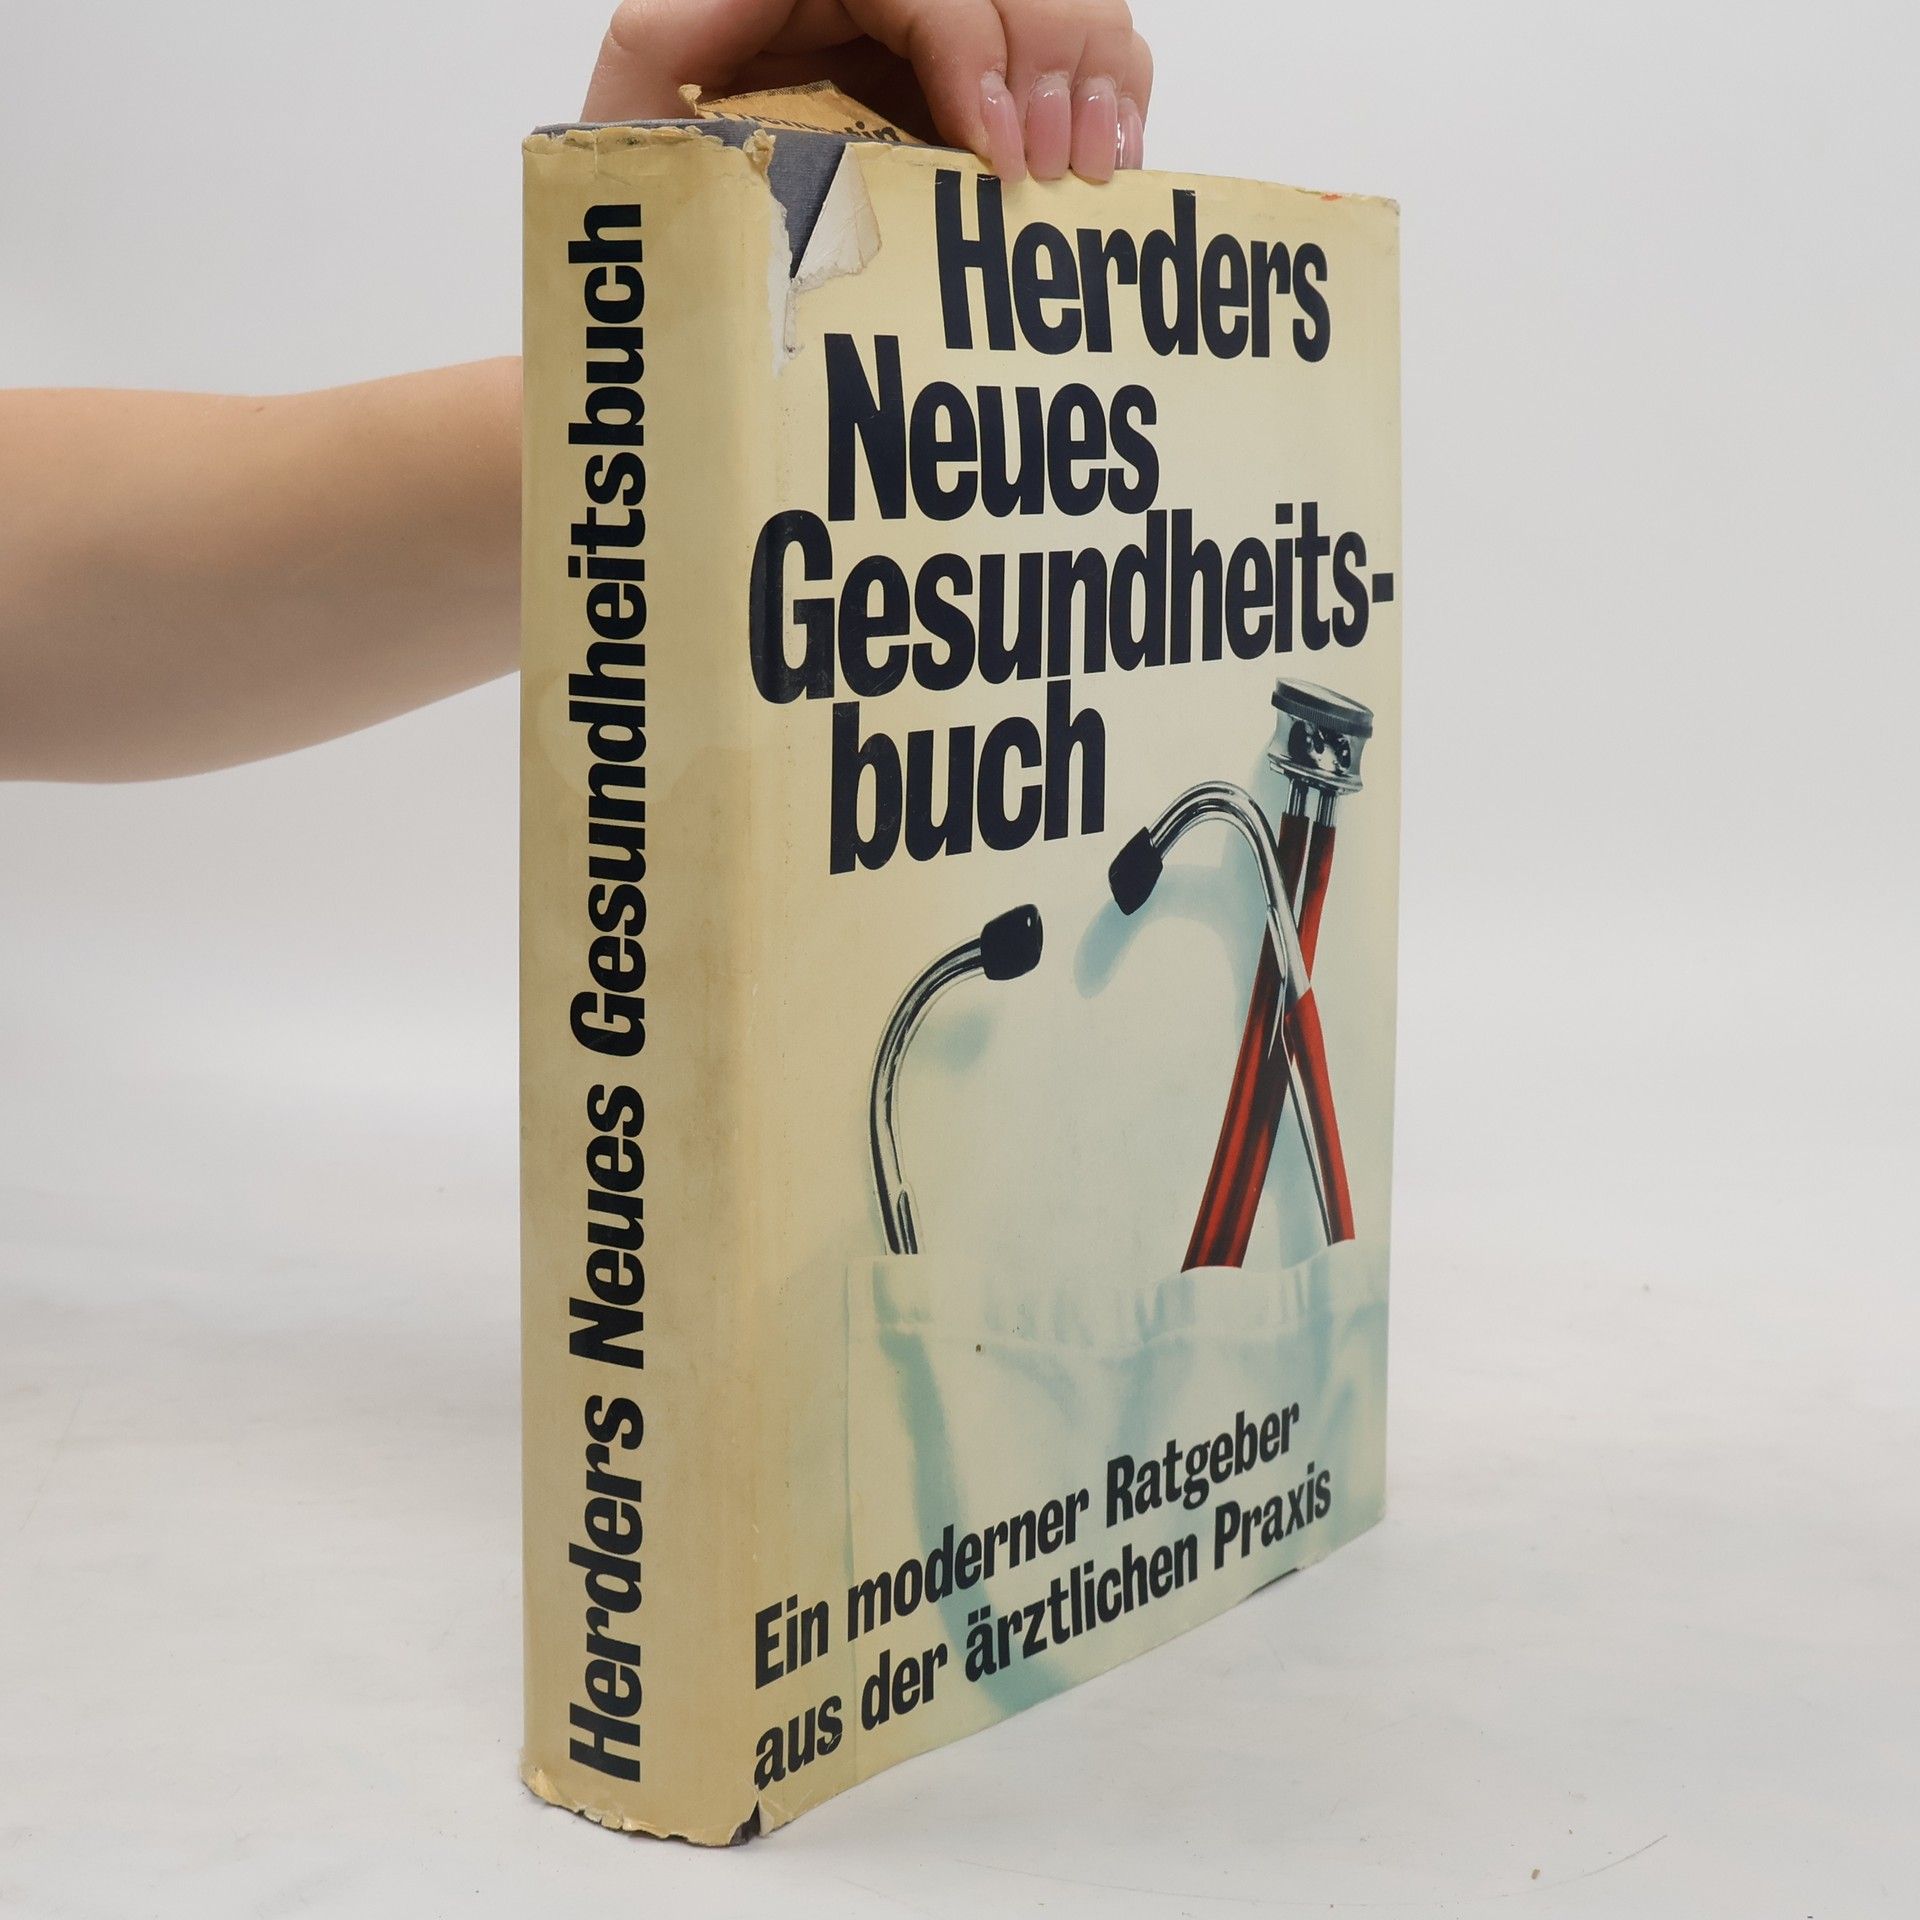 Herders Neues Gesundheitsbuch
Herders
Neues
Gesundheits-
buch
Ein moderner Ratgeber
aus der ärztlichen Praxis